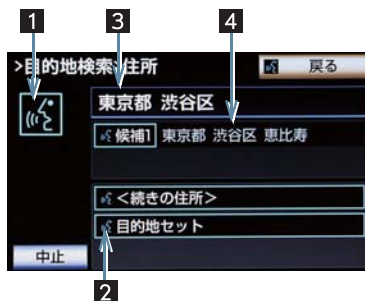 1 3 4
>目的地検索>住所 戻る
東京都 渋谷区
候補1 東京都 渋谷区 恵比寿
<続きの住所>
目的地セット
中止
2